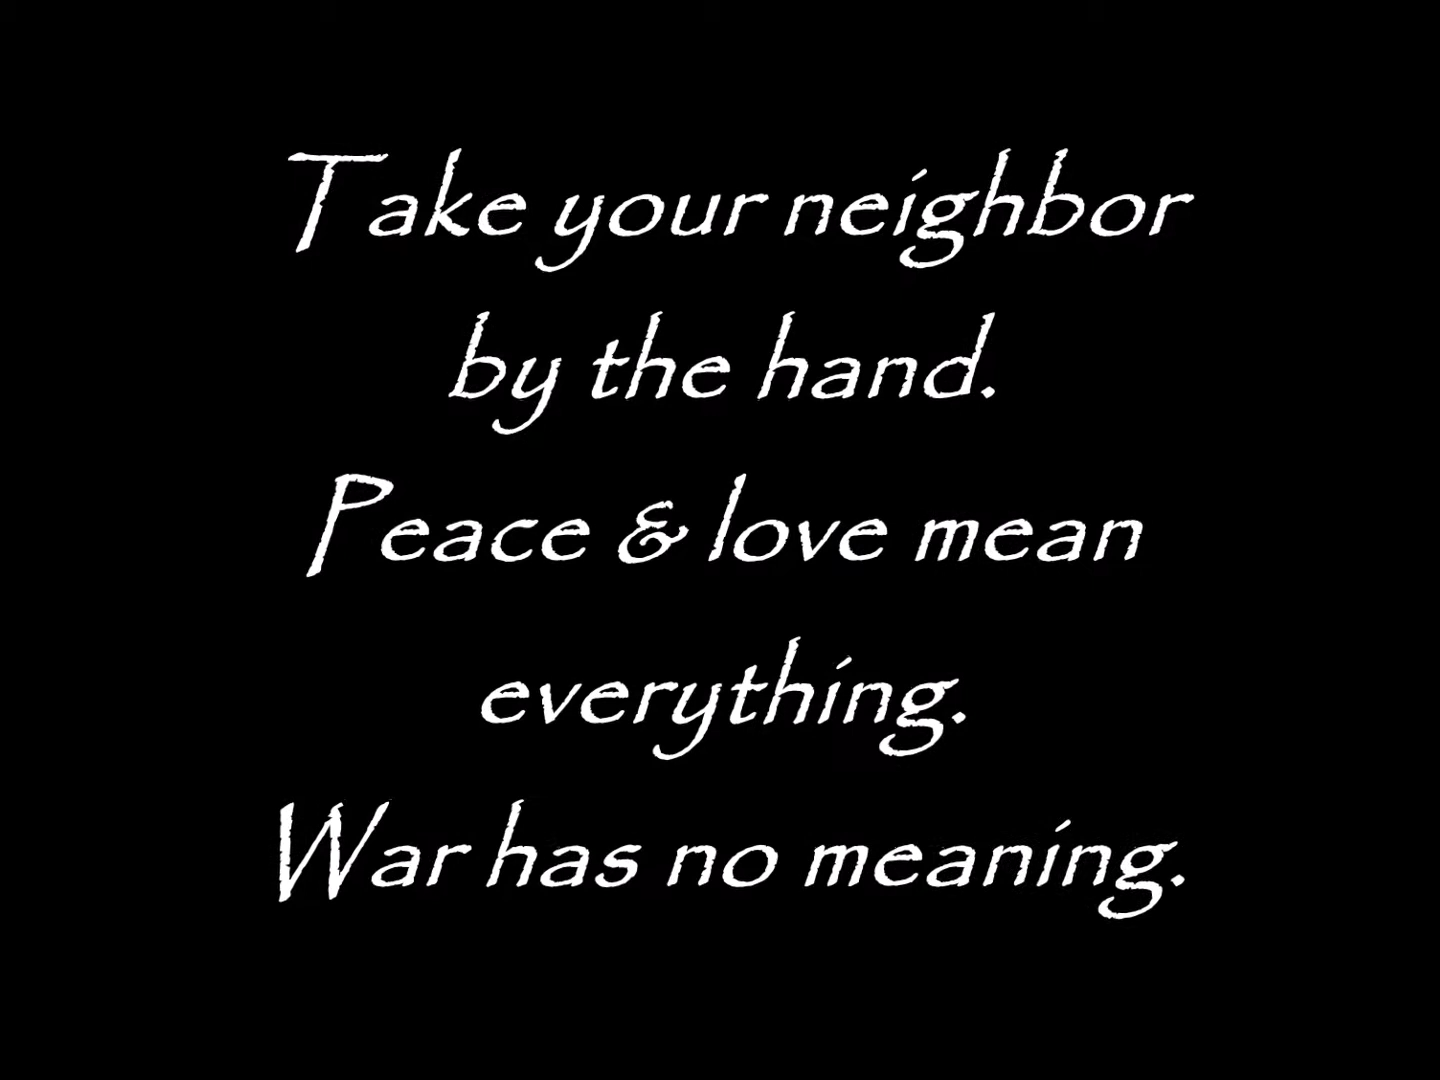 Take your neighbor
by the hand.
Peace & love mean
everything.
War has no meaning.